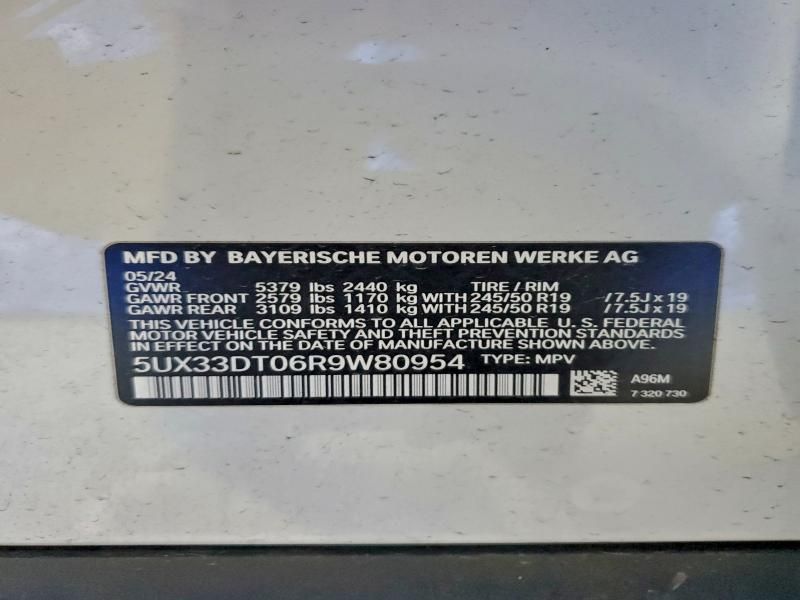 MFD BY BAYERISCHE MOTOREN WERKE AG
05/24
GVWR 5379 lbs 2440 kg TIRE / RIM
GAWR FRONT 2579 lbs 1170 kg WITH 245/50 R19 / 7.5J x 19
GAWR REAR 3109 lbs 1410 kg WITH 245/50 R19 / 7.5J x 19
THIS VEHICLE CONFORMS TO ALL APPLICABLE U. S. FEDERAL
MOTOR VEHICLE SAFETY AND THEFT PREVENTION STANDARDS
IN EFFECT ON THE DATE OF MANUFACTURE SHOWN ABOVE.
5UX33DT06R9W80954 TYPE: MPV
A96M
7 320 730